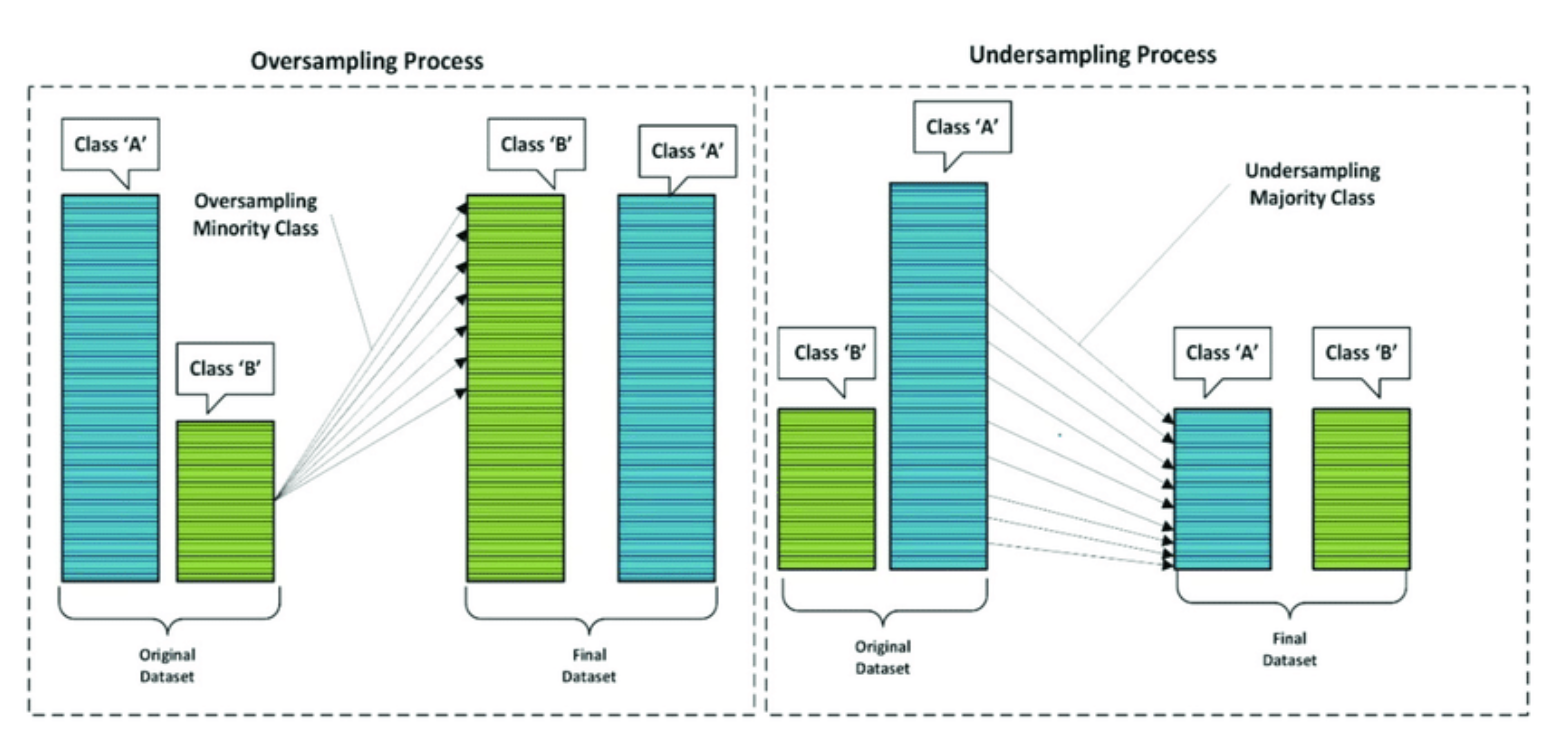 Oversampling Process
Class ‘A’
Oversampling
Minority Class
Class ‘B’
Class ‘B’
Class ‘A’
Original
Dataset
Final
Dataset
Undersampling Process
Class ‘B’
Class ‘A’
Undersampling
Majority Class
Class ‘A’
Class ‘B’
Original
Dataset
Final
Dataset